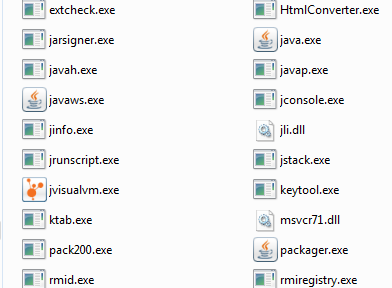 extcheck.exe
HtmlConverter.exe
jarsigner.exe
java.exe
javah.exe
javap.exe
javaws.exe
jconsole.exe
jinfo.exe
jli.dll
jrunscript.exe
jstack.exe
jvisualvm.exe
keytool.exe
ktab.exe
msvcr71.dll
pack200.exe
packager.exe
rmid.exe
rmiregistry.exe